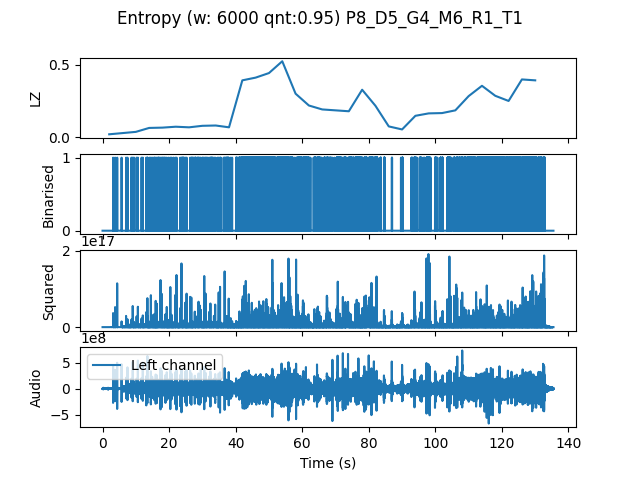 Entropy (w: 6000 qnt:0.95) P8_D5_G4_M6_R1_T1
0.5
0.0
LZ
1
0
Binarised
1e17
2
0
Squared
1e8
5
0
−5
Audio
Left channel
0 20 40 60 80 100 120 140
Time (s)